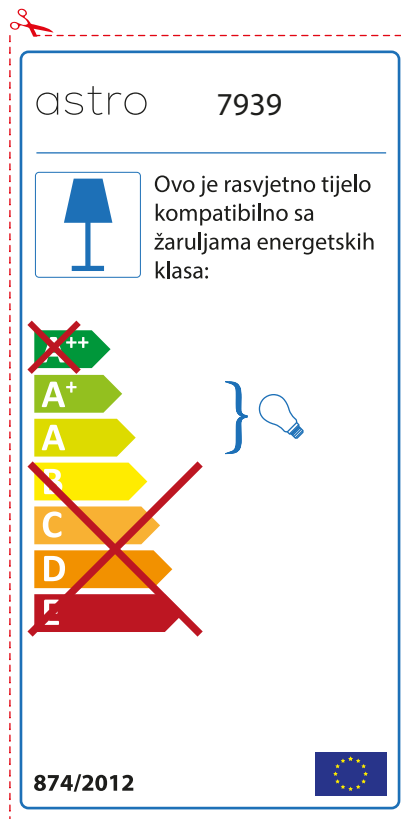 astro 7939
Ovo je rasvjetno tijelo
kompatibilno sa
žaruljama energetskih
klasa:
A++
A+
A
B
C
D
E
874/2012